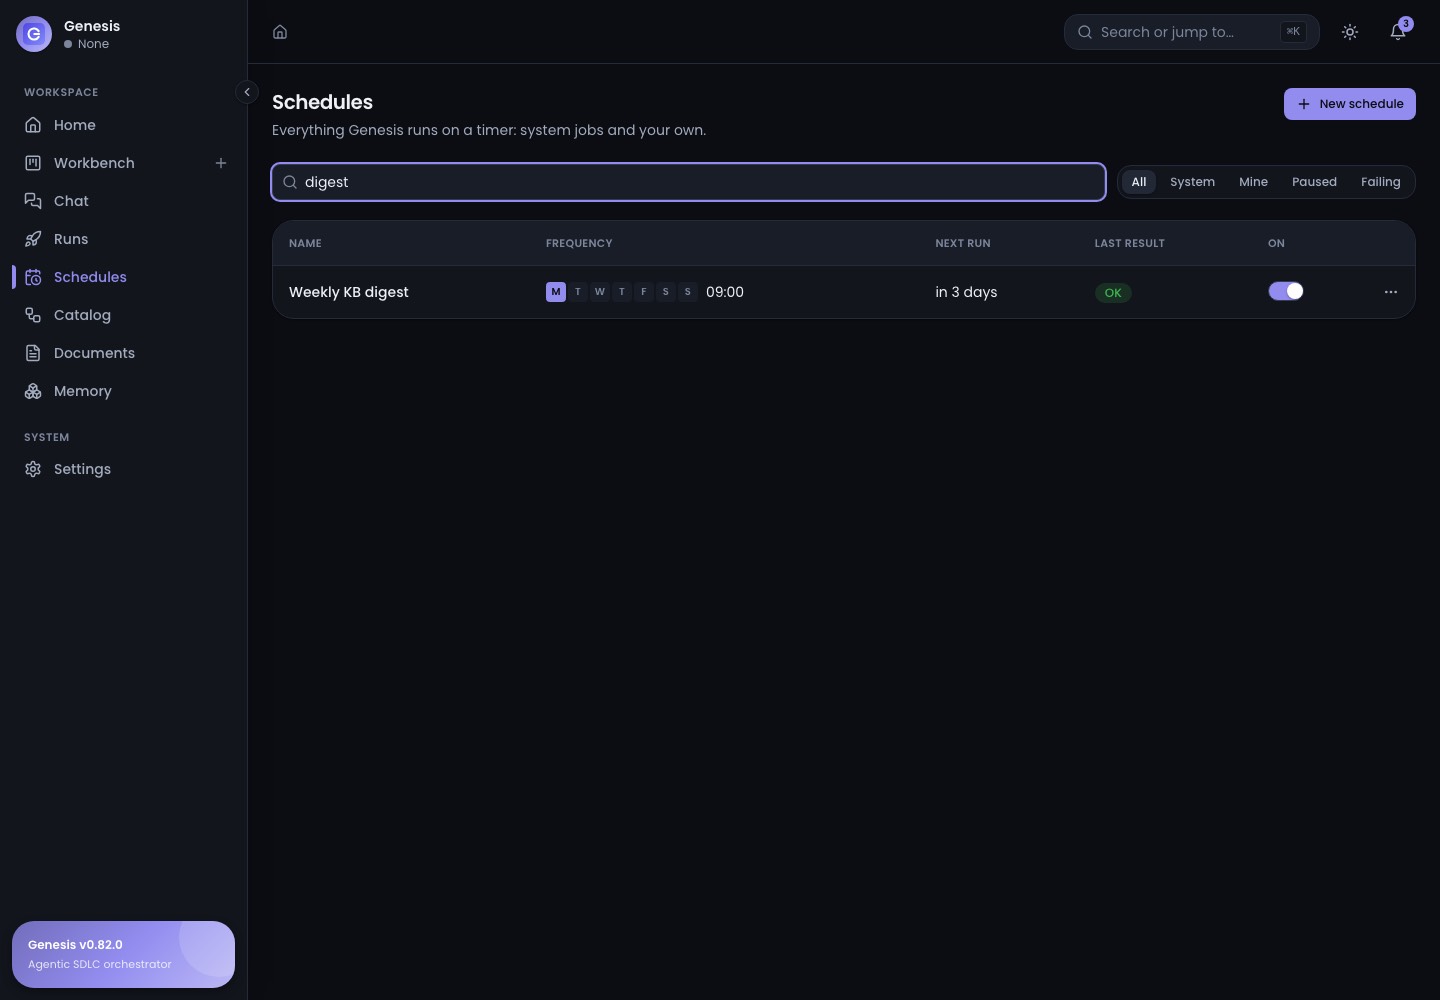 Genesis
None
WORKSPACE
Home
Workbench
Chat
Runs
Schedules
Catalog
Documents
Memory
SYSTEM
Settings
Genesis v0.82.0
Agentic SDLC orchestrator
Search or jump to...
⌘K
3
Schedules
Everything Genesis runs on a timer: system jobs and your own.
New schedule
digest
All System Mine Paused Failing
NAME FREQUENCY NEXT RUN LAST RESULT ON
Weekly KB digest M T W T F S S 09:00 in 3 days OK